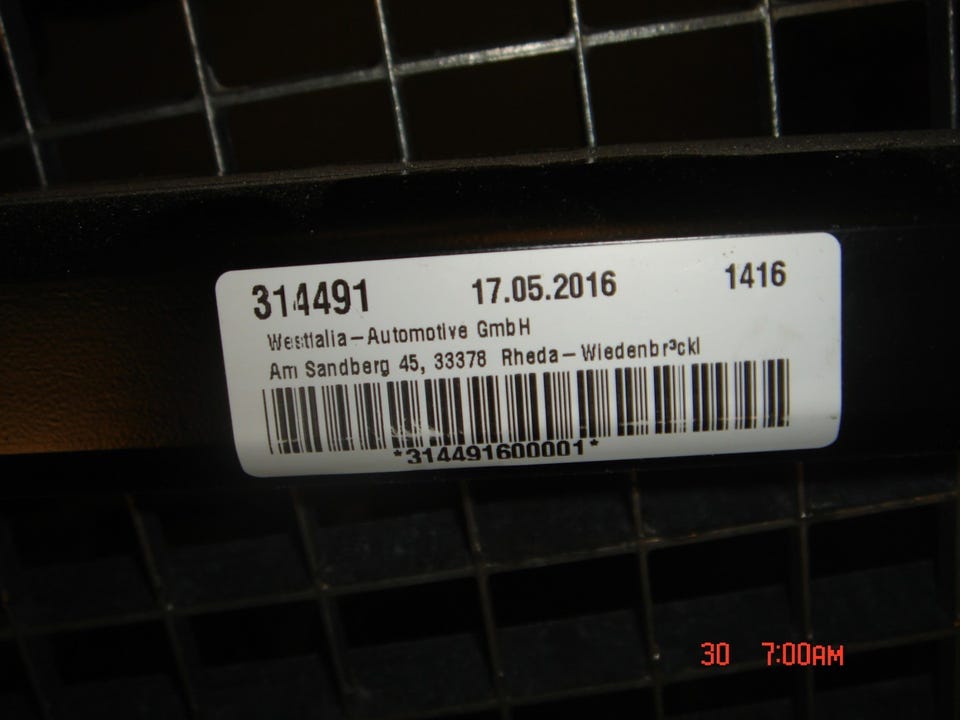 314491 17.05.2016 1416
Westfalia-Automotive GmbH
Am Sandberg 45, 33378 Rheda-Wiedenbr³ckl
*314491600001*
30 7:00AM